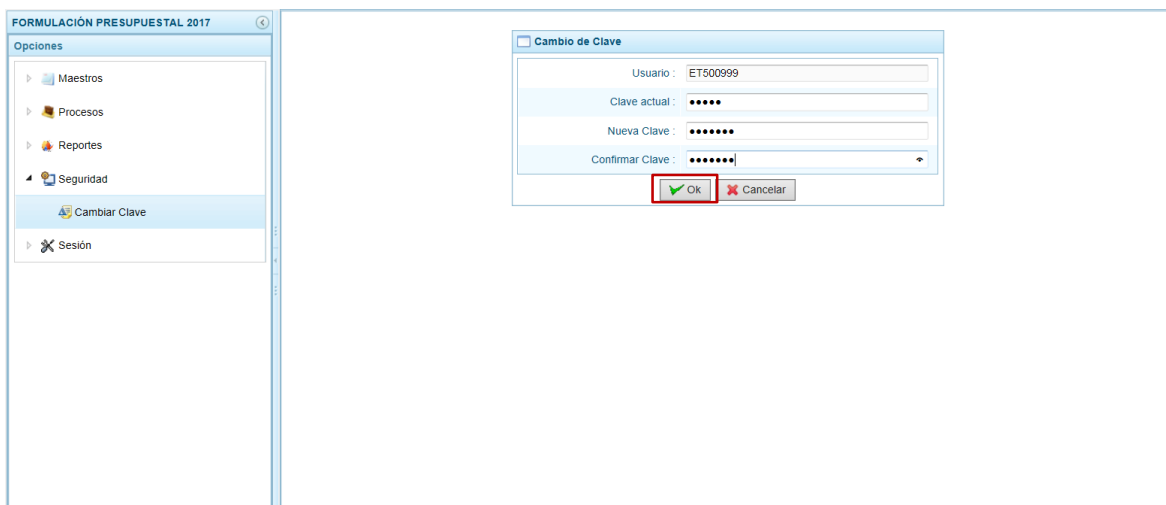 FORMULACIÓN PRESUPUESTAL 2017
Opciones
Maestros
Procesos
Reportes
Seguridad
Cambiar Clave
Sesión
Cambio de Clave
Usuario : ET500999
Clave actual : •••••
Nueva Clave : •••••••
Confirmar Clave : •••••••
Ok Cancelar